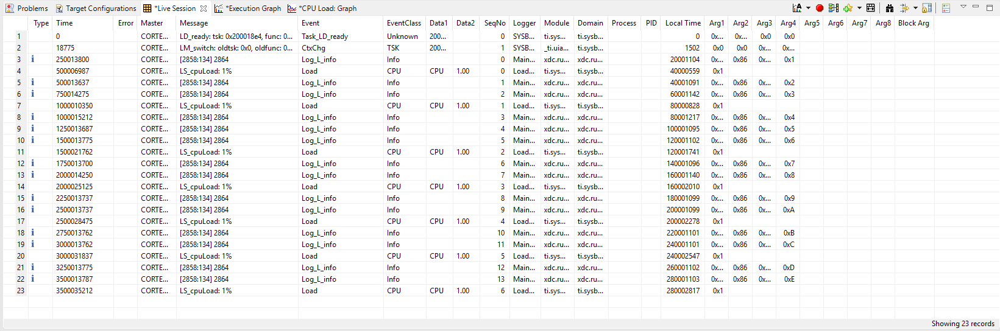 Problems Target Configurations *Live Session *Execution Graph *CPU Load: Graph
Type Time Error Master Message Event EventClass Data1 Data2 SeqNo Logger Module Domain Process PID Local Time Arg1 Arg2 Arg3 Arg4 Arg5 Arg6 Arg7 Arg8 Block Arg
1 0 CORTE... LD_ready: tsk: 0x200018e4, func: 0... Task_LD_ready Unknown 200... 0 SYSB... ti.sys... ti.sysb... 0 0x... 0x... 0x0 0x0
2 18775 CORTE... LM_switch: oldtsk: 0x0, oldfunc: 0... CtxChg TSK 200... 1 SYSB... _ti.uia... ti.sysb... 1502 0x0 0x0 0x... 0x...
3 i 250013800 CORTE... [2858:134] 2864 Log_L_info Info 0 Main... xdc.ru... xdc.ru... 20001104 0x... 0x86 0x... 0x1
4 500006987 CORTE... LS_cpuLoad: 1% Load CPU CPU 1.00 0 Load... ti.sys... ti.sysb... 40000559 0x1
5 i 500013637 CORTE... [2858:134] 2864 Log_L_info Info 1 Main... xdc.ru... xdc.ru... 40001091 0x... 0x86 0x... 0x2
6 i 750014275 CORTE... [2858:134] 2864 Log_L_info Info 2 Main... xdc.ru... xdc.ru... 60001142 0x... 0x86 0x... 0x3
7 1000010350 CORTE... LS_cpuLoad: 1% Load CPU CPU 1.00 1 Load... ti.sys... ti.sysb... 80000828 0x1
8 i 1000015212 CORTE... [2858:134] 2864 Log_L_info Info 3 Main... xdc.ru... xdc.ru... 80001217 0x... 0x86 0x... 0x4
9 i 1250013687 CORTE... [2858:134] 2864 Log_L_info Info 4 Main... xdc.ru... xdc.ru... 100001095 0x... 0x86 0x... 0x5
10 i 1500013775 CORTE... [2858:134] 2864 Log_L_info Info 5 Main... xdc.ru... xdc.ru... 120001102 0x... 0x86 0x... 0x6
11 1500021762 CORTE... LS_cpuLoad: 1% Load CPU CPU 1.00 2 Load... ti.sys... ti.sysb... 120001741 0x1
12 i 1750013700 CORTE... [2858:134] 2864 Log_L_info Info 6 Main... xdc.ru... xdc.ru... 140001096 0x... 0x86 0x... 0x7
13 i 2000014250 CORTE... [2858:134] 2864 Log_L_info Info 7 Main... xdc.ru... xdc.ru... 160001140 0x... 0x86 0x... 0x8
14 2000025125 CORTE... LS_cpuLoad: 1% Load CPU CPU 1.00 3 Load... ti.sys... ti.sysb... 160002010 0x1
15 i 2250013737 CORTE... [2858:134] 2864 Log_L_info Info 8 Main... xdc.ru... xdc.ru... 180001099 0x... 0x86 0x... 0x9
16 i 2500013737 CORTE... [2858:134] 2864 Log_L_info Info 9 Main... xdc.ru... xdc.ru... 200001099 0x... 0x86 0x... 0xA
17 2500028475 CORTE... LS_cpuLoad: 1% Load CPU CPU 1.00 4 Load... ti.sys... ti.sysb... 200002278 0x1
18 i 2750013762 CORTE... [2858:134] 2864 Log_L_info Info 10 Main... xdc.ru... xdc.ru... 220001101 0x... 0x86 0x... 0xB
19 i 3000013762 CORTE... [2858:134] 2864 Log_L_info Info 11 Main... xdc.ru... xdc.ru... 240001101 0x... 0x86 0x... 0xC
20 3000031837 CORTE... LS_cpuLoad: 1% Load CPU CPU 1.00 5 Load... ti.sys... ti.sysb... 240002547 0x1
21 i 3250013775 CORTE... [2858:134] 2864 Log_L_info Info 12 Main... xdc.ru... xdc.ru... 260001102 0x... 0x86 0x... 0xD
22 i 3500013787 CORTE... [2858:134] 2864 Log_L_info Info 13 Main... xdc.ru... xdc.ru... 280001103 0x... 0x86 0x... 0xE
23 3500035212 CORTE... LS_cpuLoad: 1% Load CPU CPU 1.00 6 Load... ti.sys... ti.sysb... 280002817 0x1
Showing 23 records